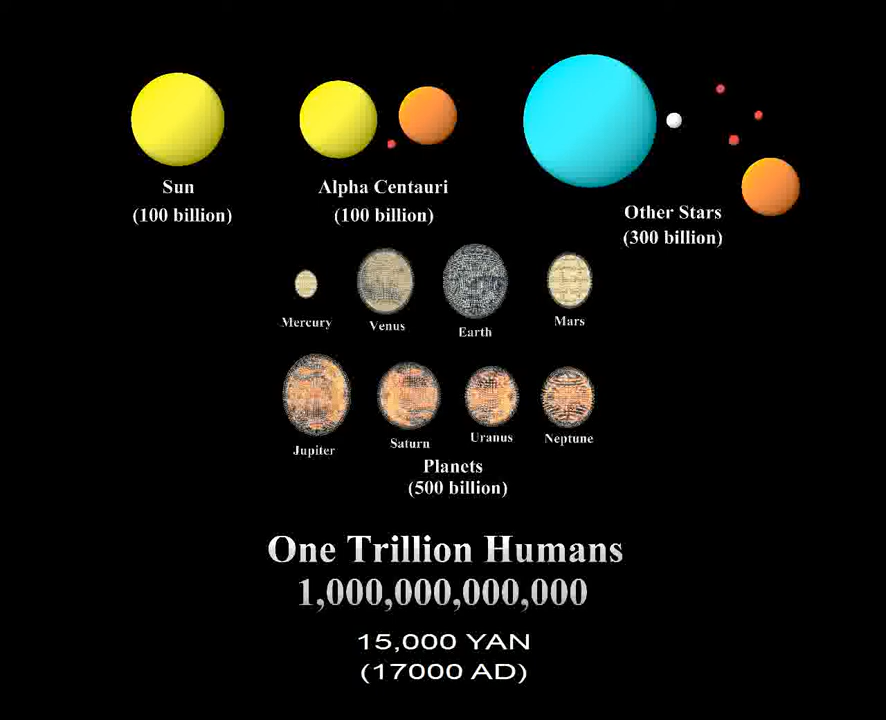 Sun
(100 billion)
Alpha Centauri
(100 billion)
Other Stars
(300 billion)
Mercury
Venus
Earth
Mars
Jupiter
Saturn
Uranus
Neptune
Planets
(500 billion)
One Trillion Humans
1,000,000,000,000
15,000 YAN
(17000 AD)